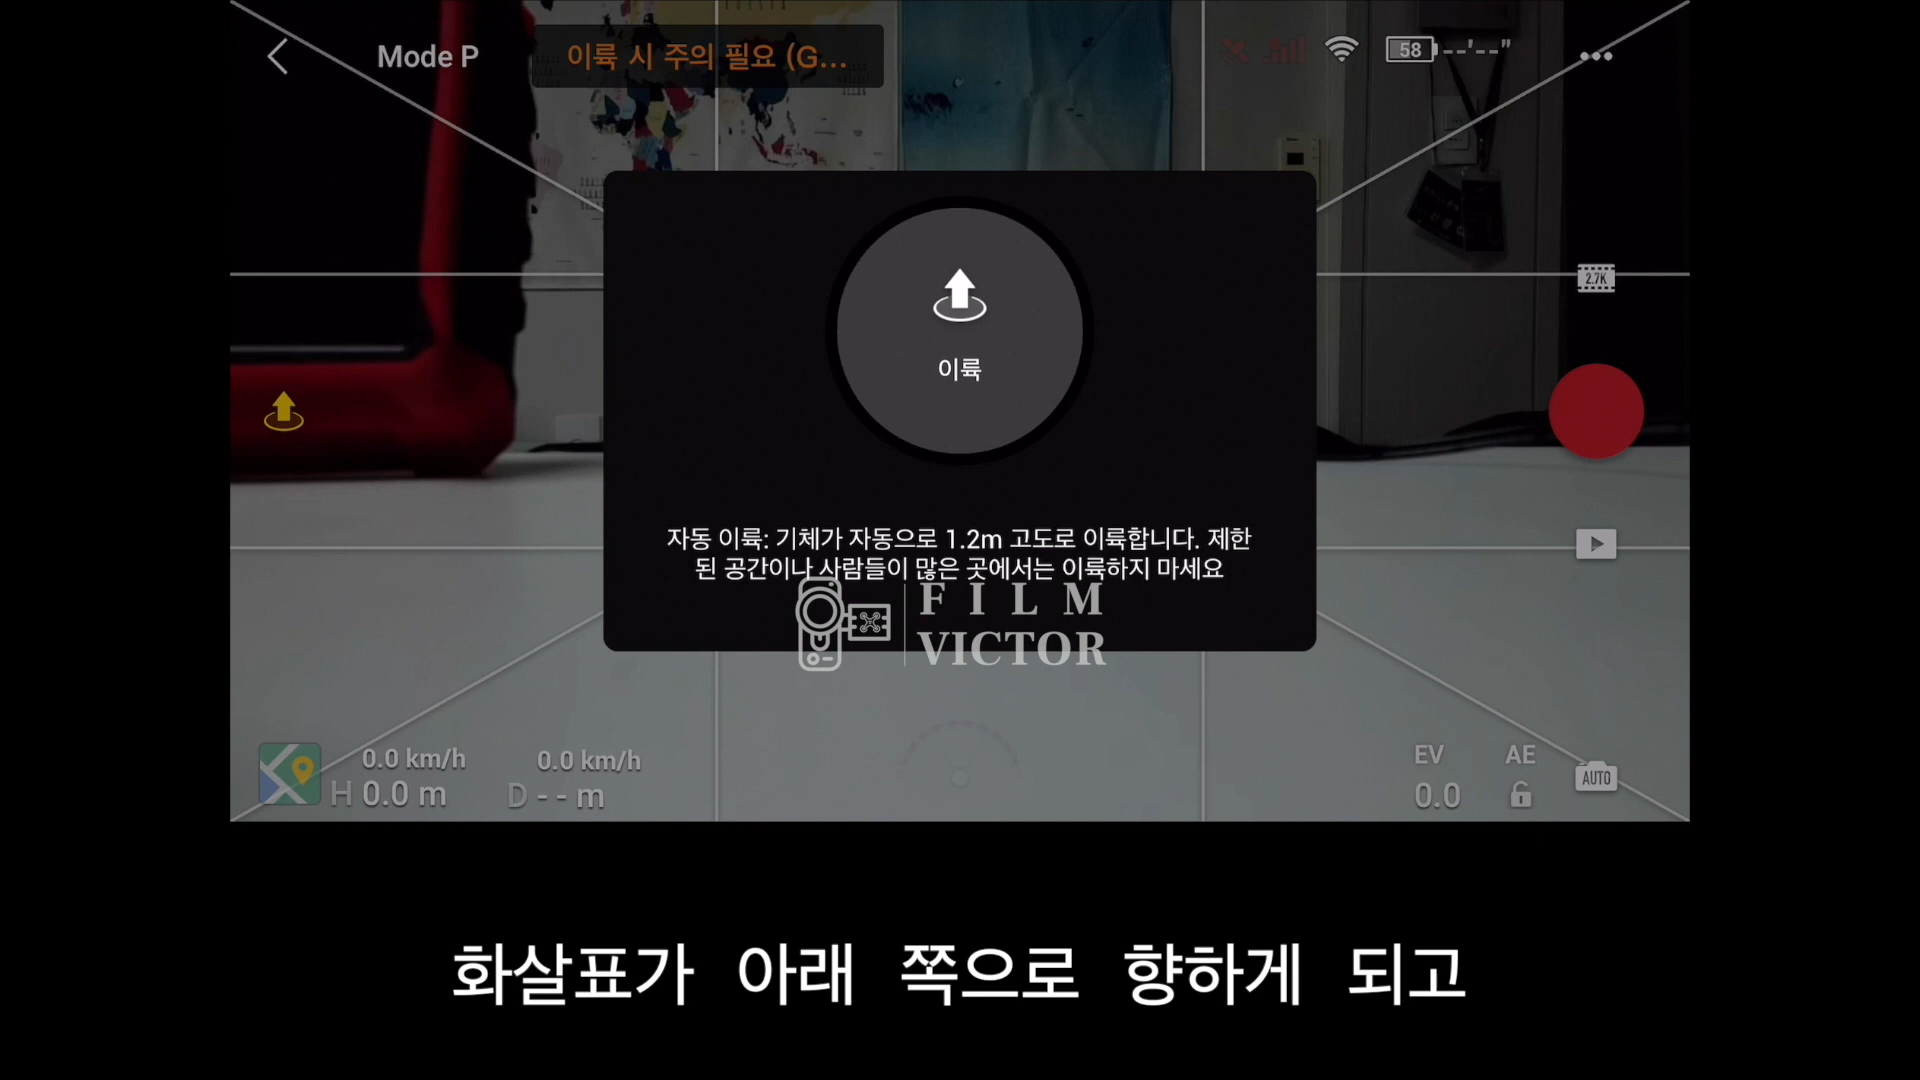 Mode P
이륙 시 주의 필요 (G...
58
--'--"
2.7K
이륙
자동 이륙: 기체가 자동으로 1.2m 고도로 이륙합니다. 제한
된 공간이나 사람들이 많은 곳에서는 이륙하지 마세요
FILM
VICTOR
0.0 km/h
0.0 km/h
H 0.0 m
D -- m
EV
AE
0.0
AUTO
화살표가 아래 쪽으로 향하게 되고